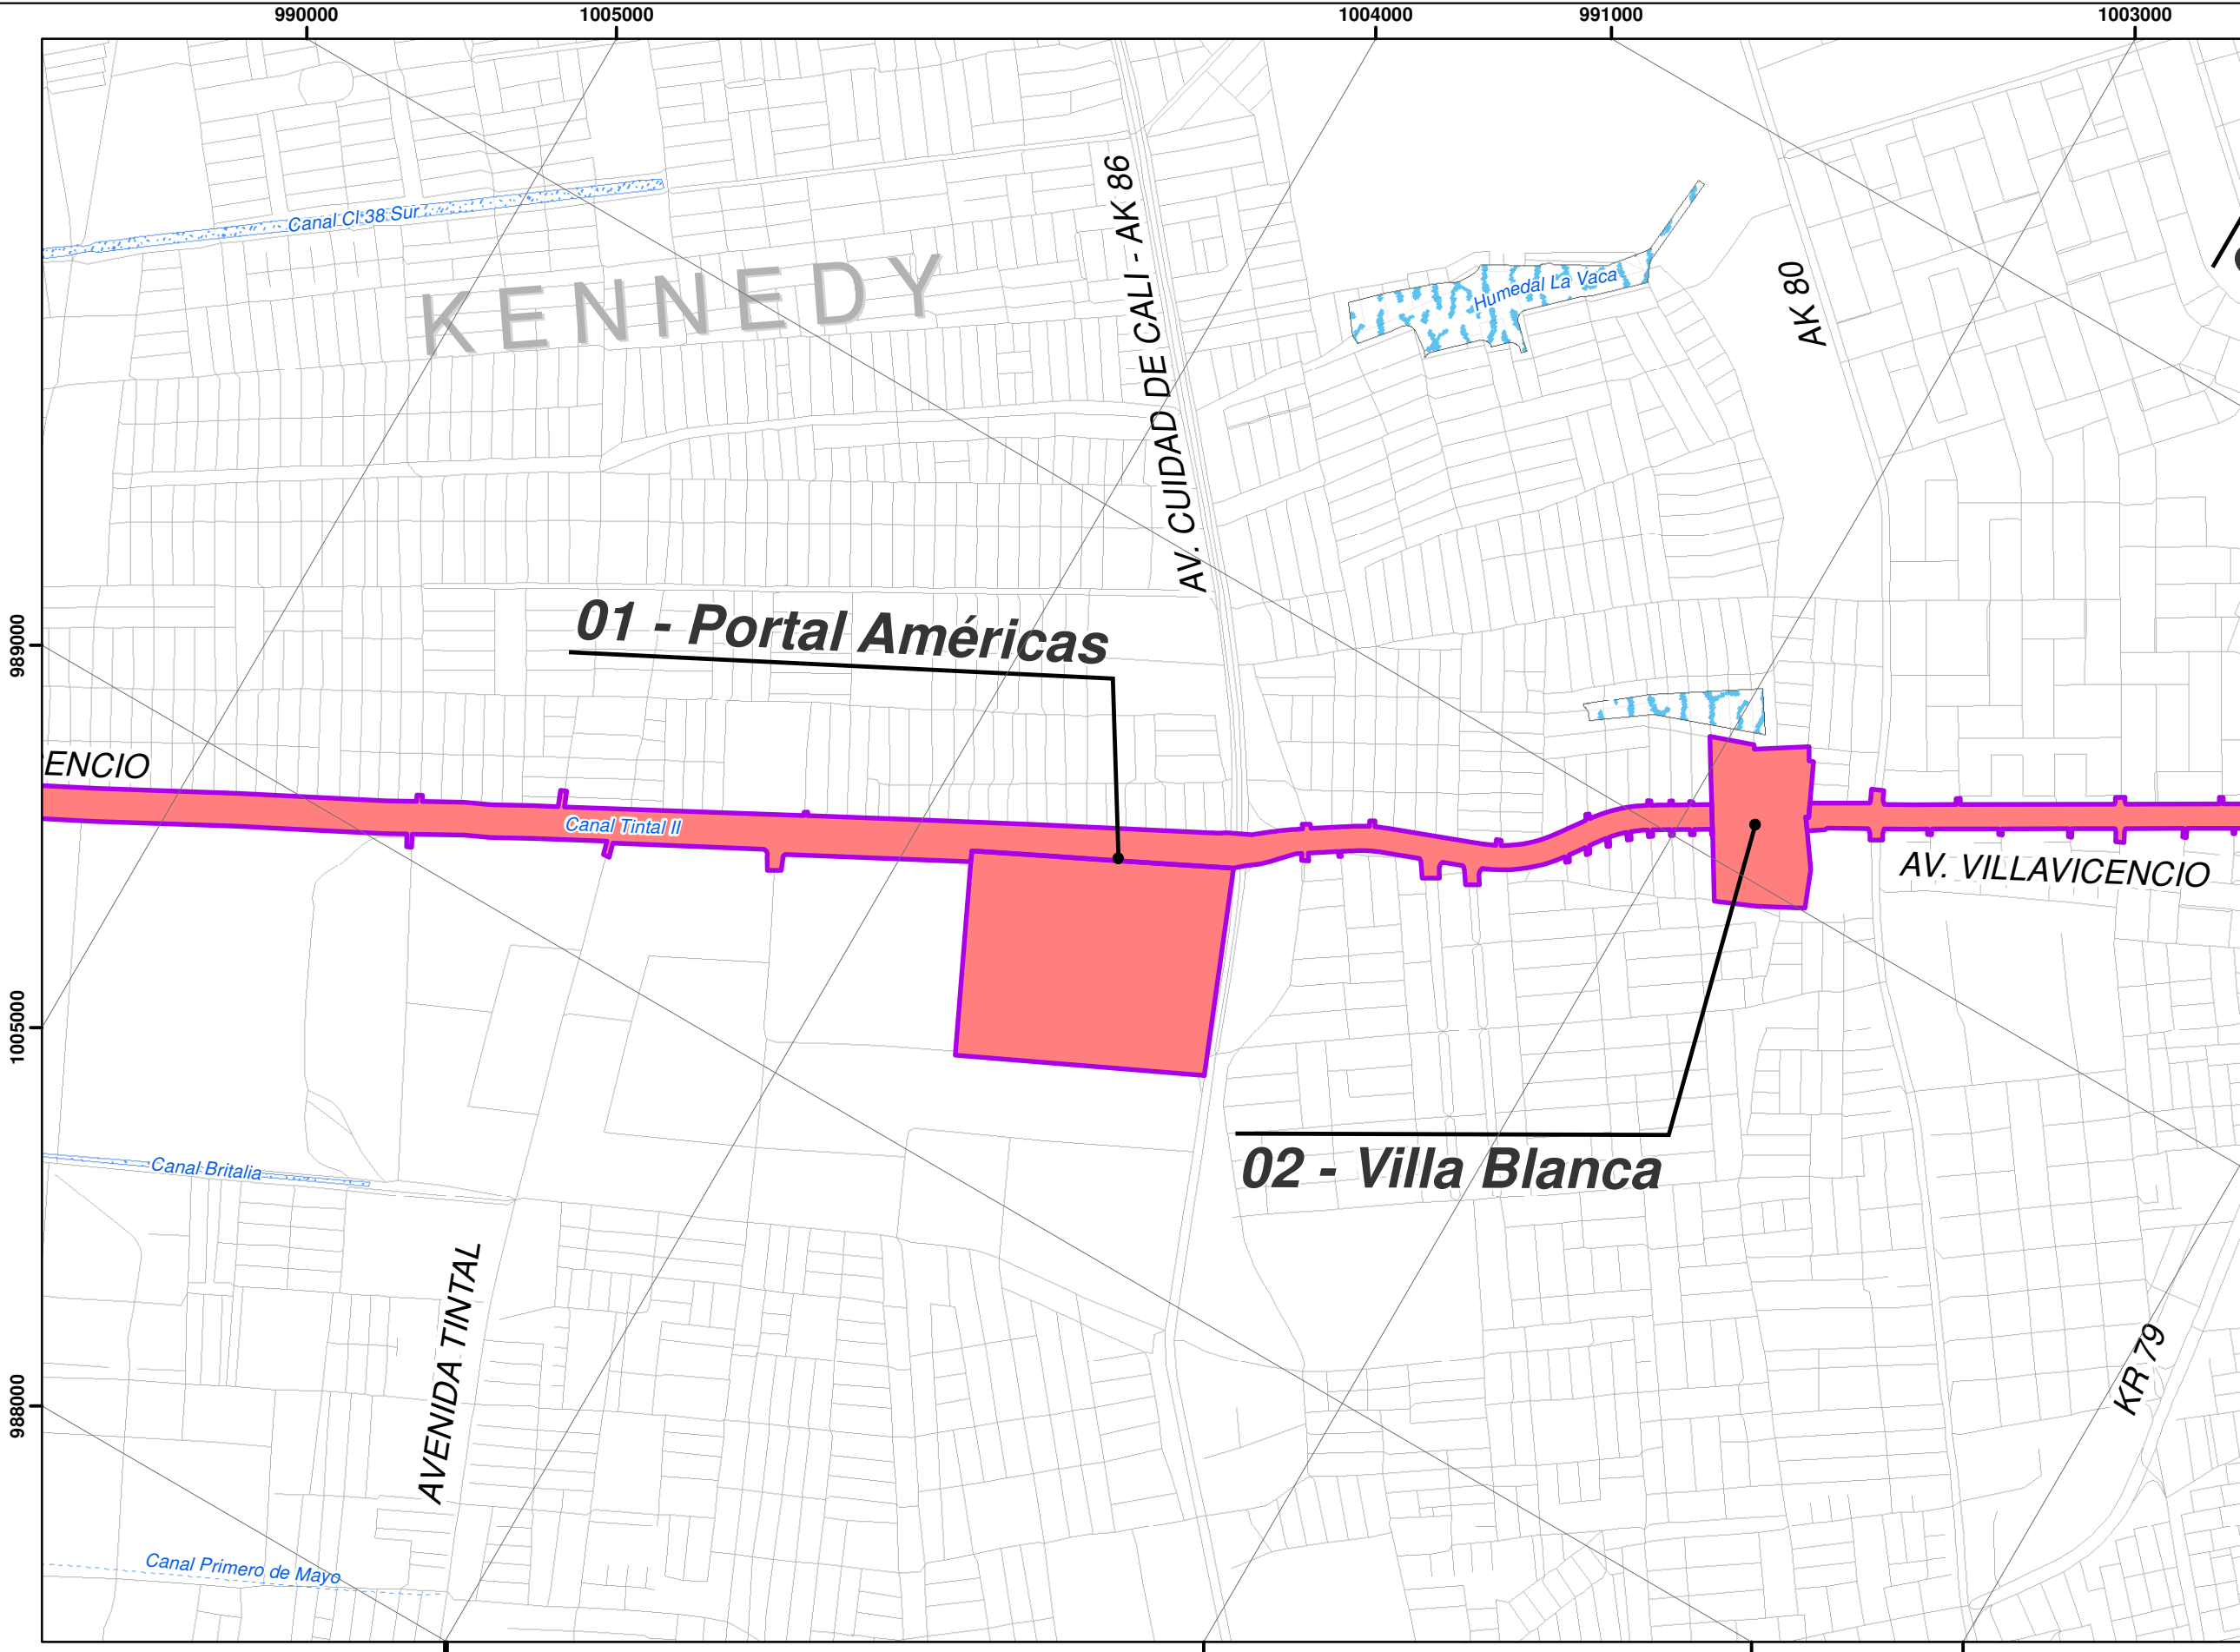 990000 1005000 1004000 991000 1003000
Canal Cl 38 Sur
KENNEDY
AV. CUIDAD DE CALI - AK 86
Humedal La Vaca
AK 80
989000
01 - Portal Américas
ENCIO
Canal Tintal II
AV. VILLAVICENCIO
1005000
02 - Villa Blanca
Canal Britalia
AVENIDA TINTAL
KR 79
988000
Canal Primero de Mayo